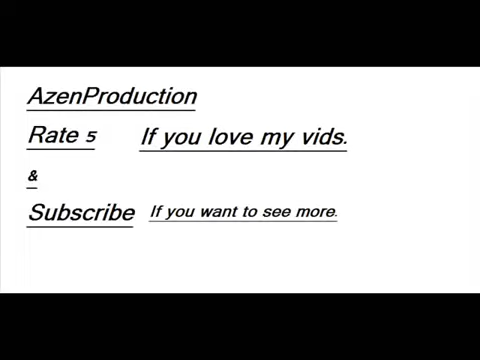 AzenProduction
Rate 5 If you love my vids.
&
Subscribe If you want to see more.